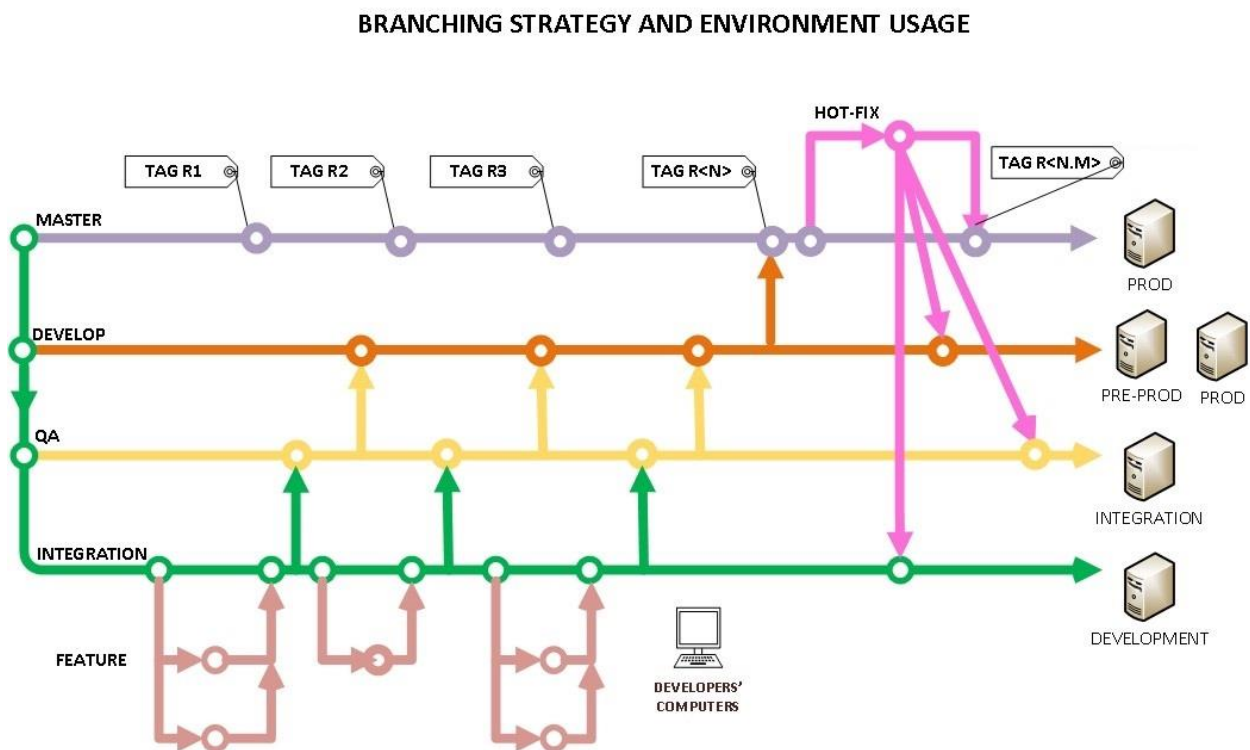 BRANCHING STRATEGY AND ENVIRONMENT USAGE
HOT-FIX
TAG R1
TAG R2
TAG R3
TAG R<N>
TAG R<N.M>
MASTER
PROD
DEVELOP
PRE-PROD
PROD
QA
INTEGRATION
INTEGRATION
DEVELOPMENT
FEATURE
DEVELOPERS'
COMPUTERS